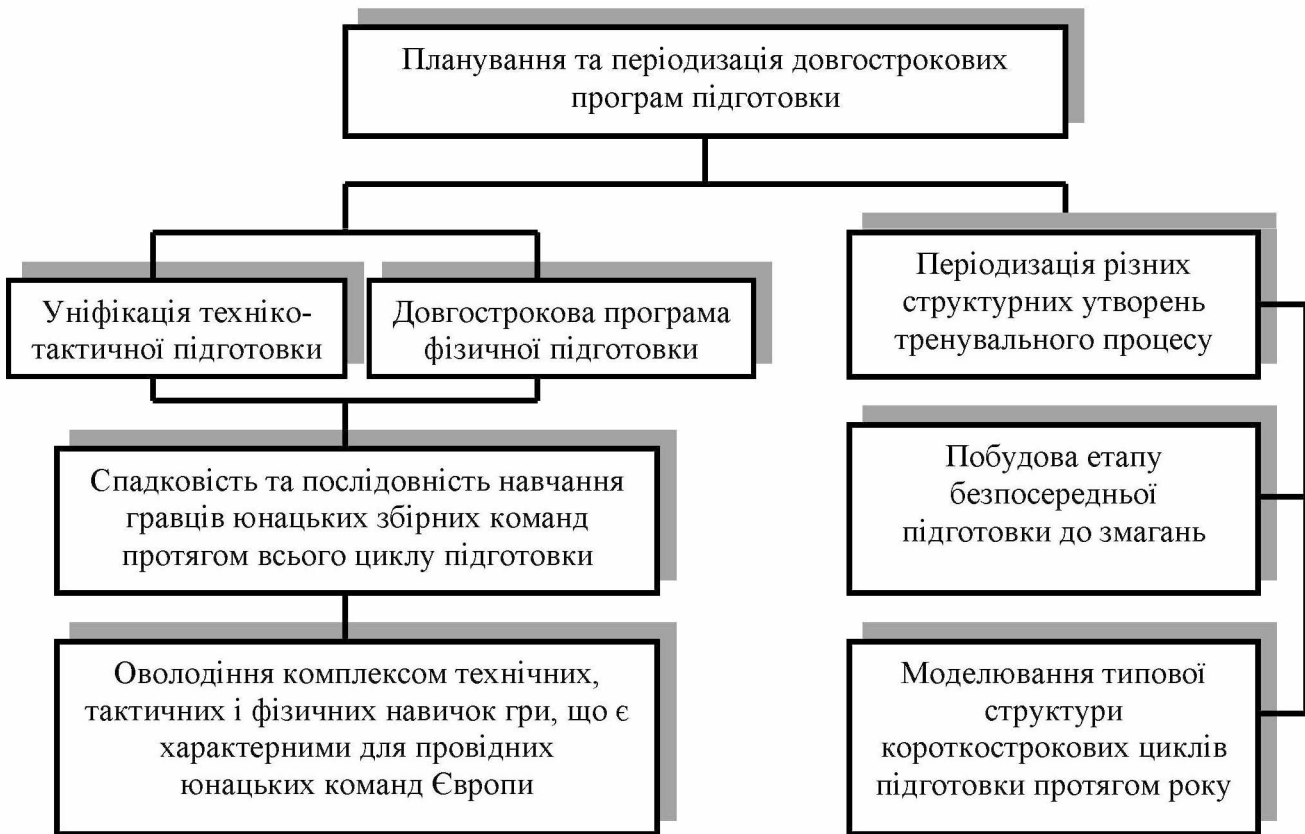 Планування та періодизація довгострокових
програм підготовки
Уніфікація техніко-
тактичної підготовки
Довгострокова програма
фізичної підготовки
Періодизація різних
структурних утворень
тренувального процесу
Спадковість та послідовність навчання
гравців юнацьких збірних команд
протягом всього циклу підготовки
Побудова етапу
безпосередньої
підготовки до змагань
Оволодіння комплексом технічних,
тактичних і фізичних навичок гри, що є
характерними для провідних
юнацьких команд Європи
Моделювання типової
структури
короткострокових циклів
підготовки протягом року